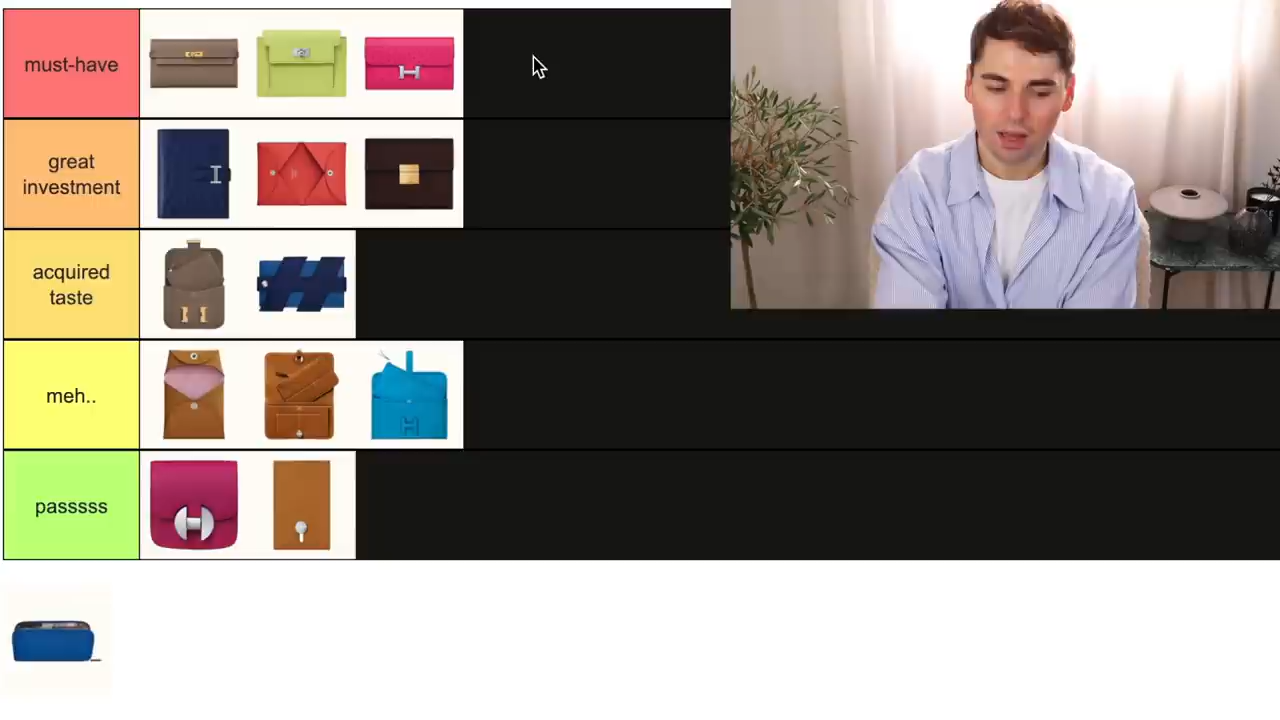 must-have
great
investment
acquired
taste
meh..
passsss